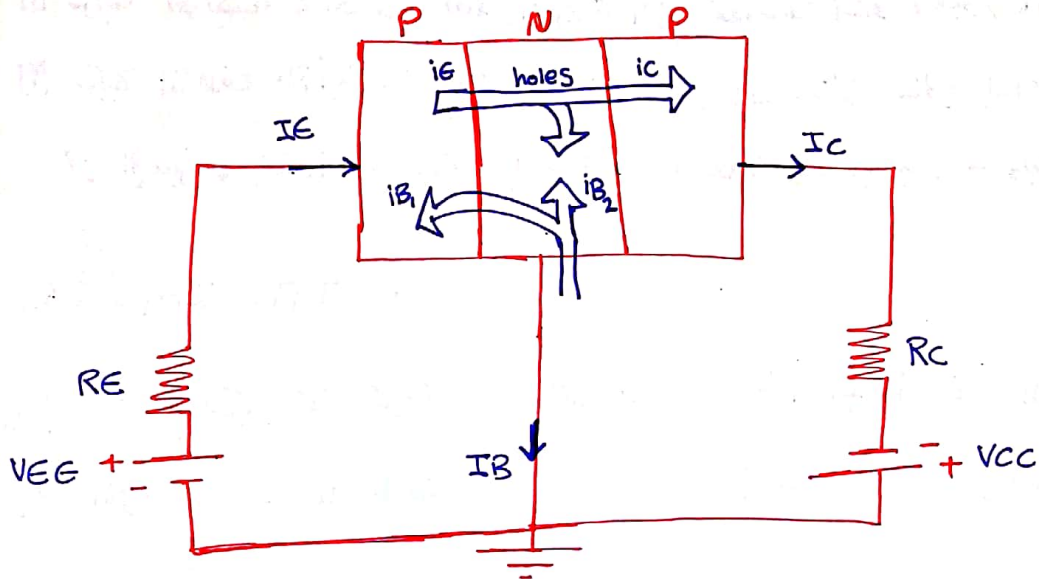 P N P
iE holes iC
IE
IC
iB1 iB2
RE
RC
VEE + -
IB
- + VCC